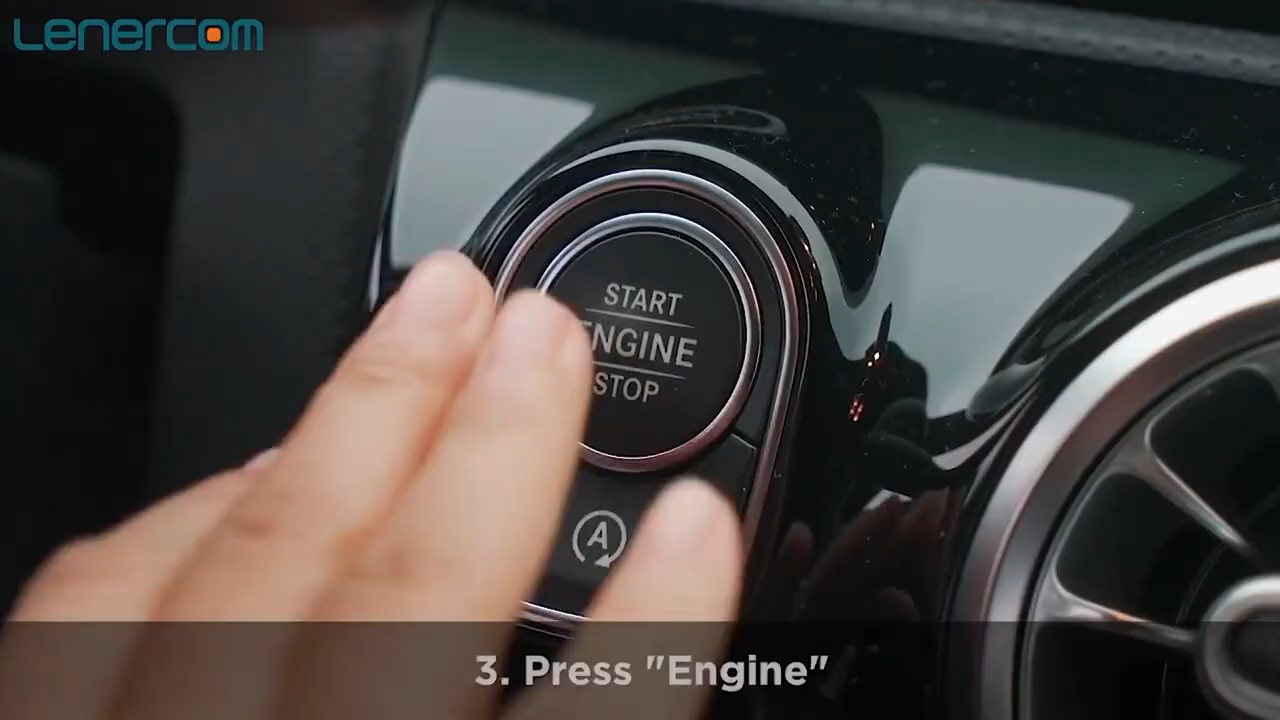 Lenercom
START
ENGINE
STOP
A
3. Press "Engine"